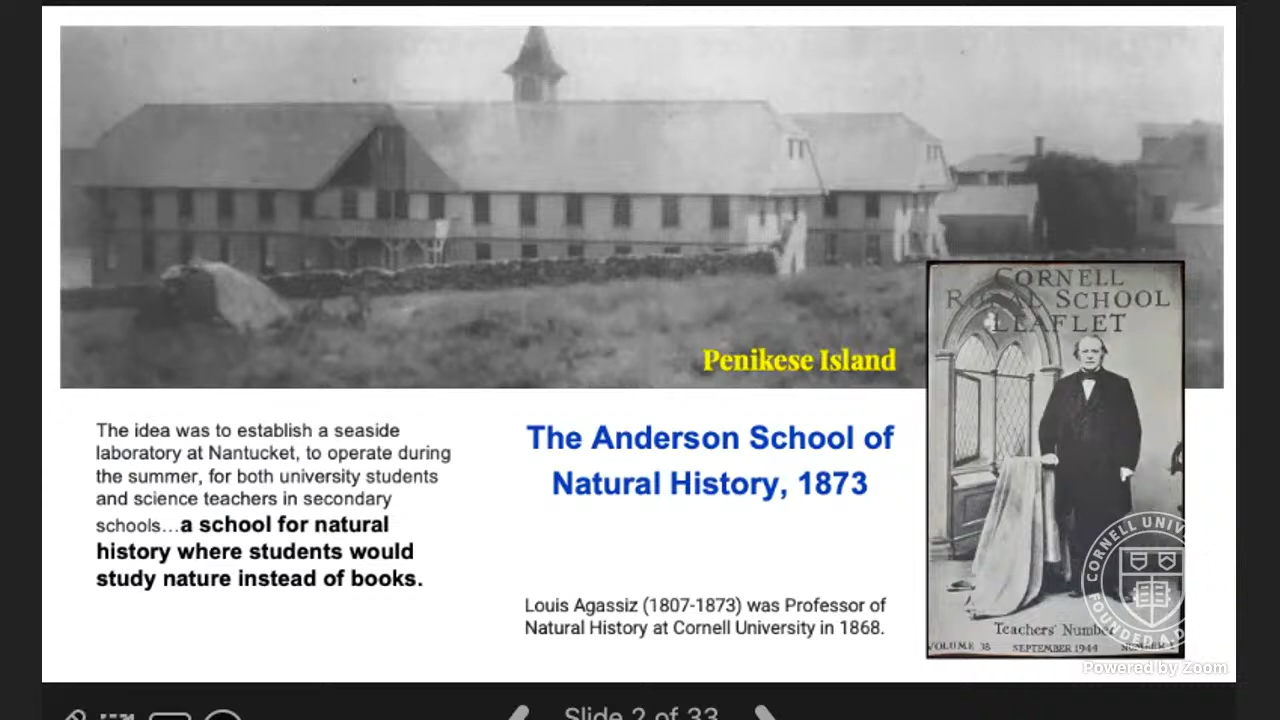 Penikese Island
The idea was to establish a seaside
laboratory at Nantucket, to operate during
the summer, for both university students
and science teachers in secondary
schools...a school for natural
history where students would
study nature instead of books.
The Anderson School of
Natural History, 1873
Louis Agassiz (1807-1873) was Professor of
Natural History at Cornell University in 1868.
CORNELL
RURAL SCHOOL
LEAFLET
Teachers' Number
VOLUME 38 SEPTEMBER 1944
CORNELL UNIV
FOUNDED A.D
Powered by Zoom
Slide 2 of 33